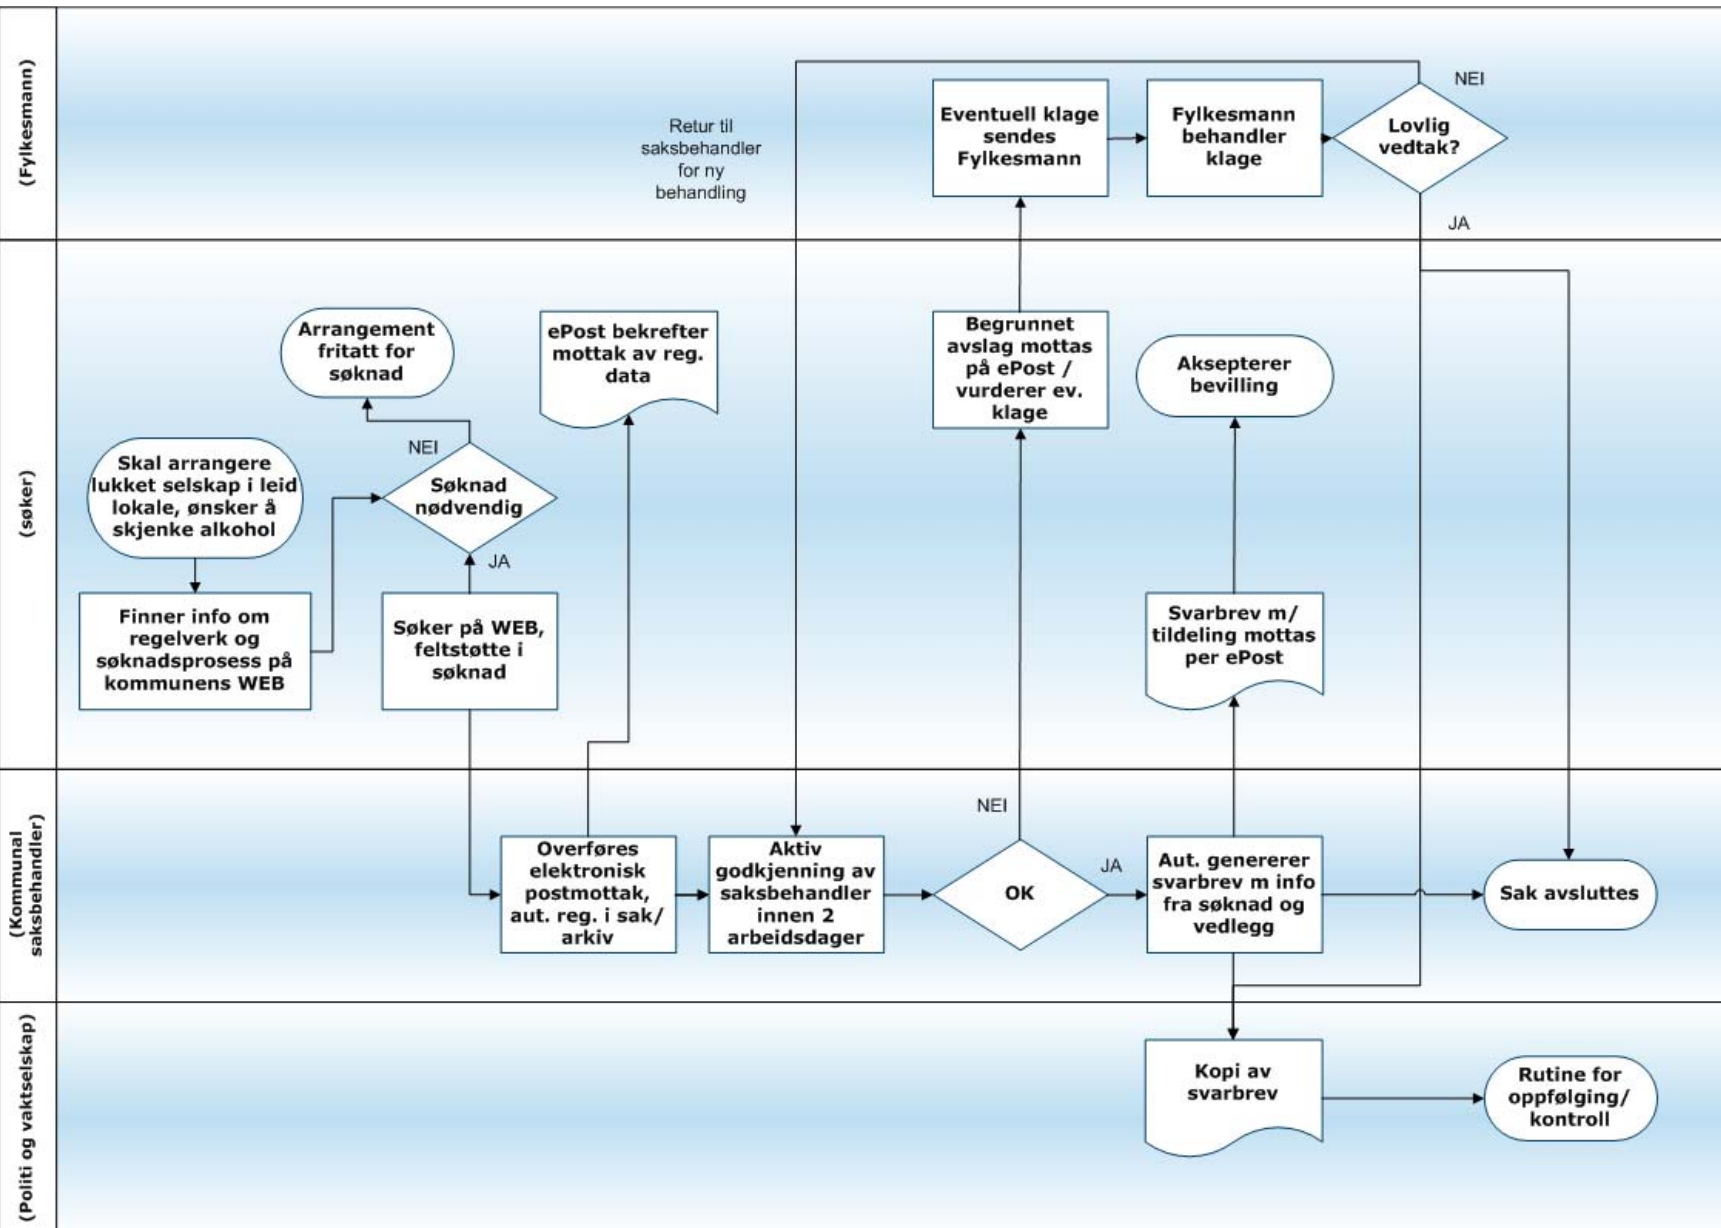 (Fylkesmann)
Retur til
saksbehandler
for ny
behandling
Eventuell klage
sendes
Fylkesmann
Fylkesmann
behandler
klage
Lovlig
vedtak?
NEI
JA
(søker)
Arrangement
fritatt for
søknad
ePost bekrefter
mottak av reg.
data
Begrunnet
avslag mottas
på ePost /
vurderer ev.
klage
Aksepterer
bevilling
Skal arrangere
lukket selskap i leid
lokale, ønsker å
skjenke alkohol
NEI
Søknad
nødvendig
JA
Finner info om
regelverk og
søknadsprosess på
kommunens WEB
Søker på WEB,
feltstøtte i
søknad
Svarbrev m/
tildeling mottas
per ePost
(Kommunal
saksbehandler)
Overføres
elektronisk
postmottak,
aut. reg. i sak/
arkiv
Aktiv
godkjenning av
saksbehandler
innen 2
arbeidsdager
NEI
OK
JA
Aut. genererer
svarbrev m info
fra søknad og
vedlegg
Sak avsluttes
(Politi og vaktselskap)
Kopi av
svarbrev
Rutine for
oppfølging/
kontroll